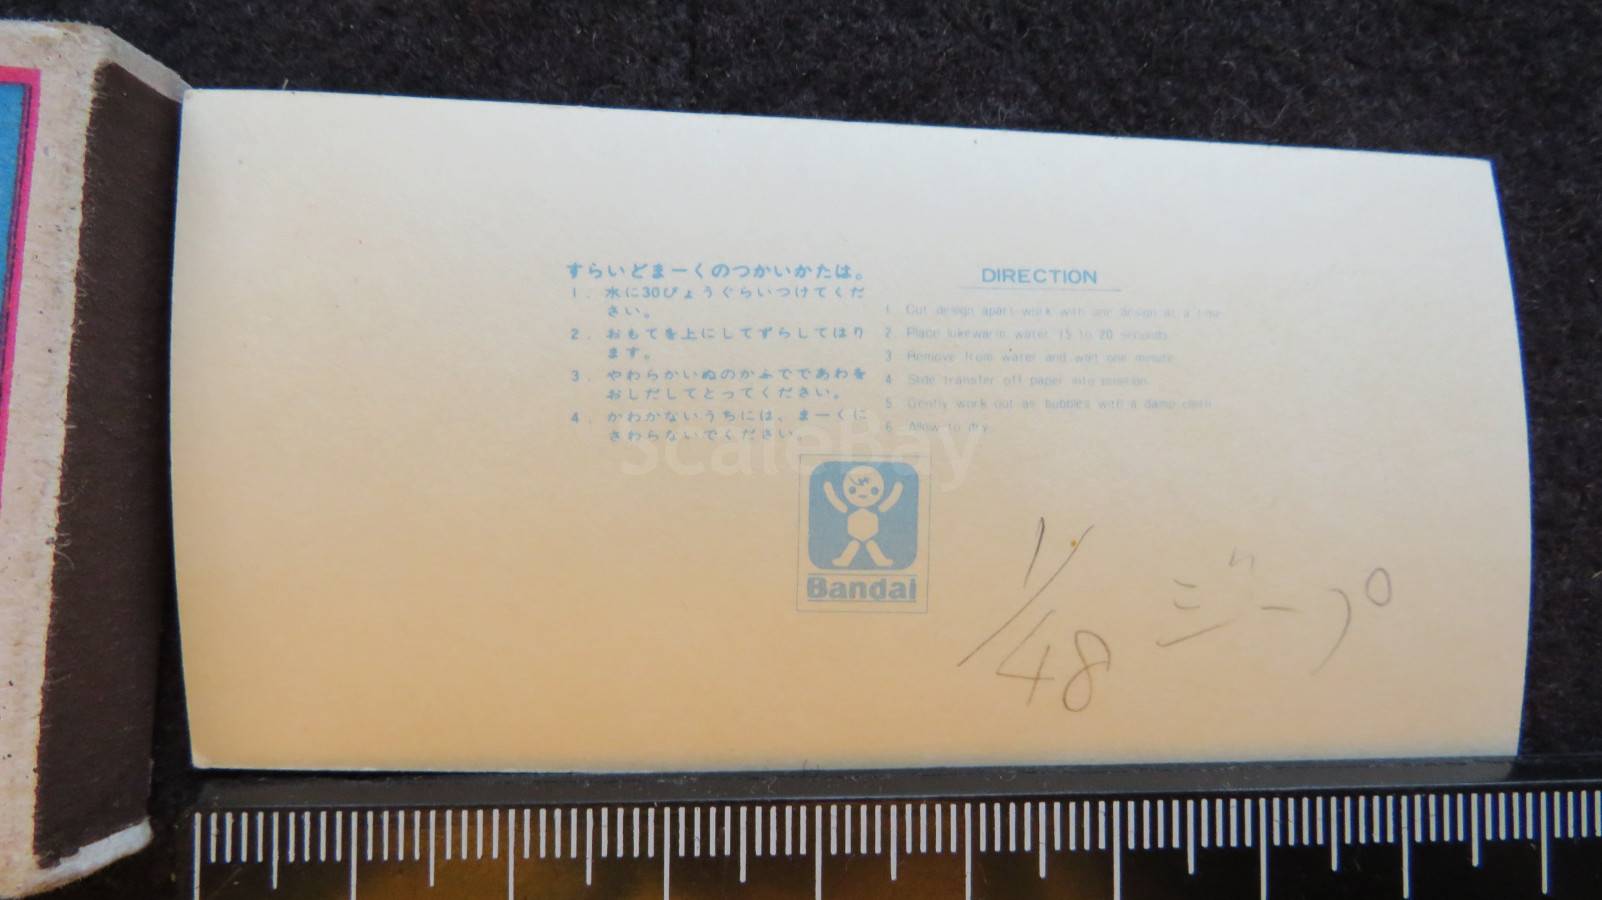 すらいどまーくのつかいかたは。
1. 水に30びょうぐらいつけてくだ
さい。
2. おもてを上にしてずらしてはり
ます。
3. やわらかいぬのかふででであわを
おしだしてとってください。
4. かわかないうちには、まーくに
さわらないでください。
DIRECTION
1 Cut design apart work with one design at a time
2 Place lukewarm water 15 to 20 seconds
3 Remove from water and wait one minute
4 Slide transfer off paper into position
5 Gently work out air bubbles with a damp cloth
6 Allow to dry
ScaleBay
Bandai
1/48 ジープ